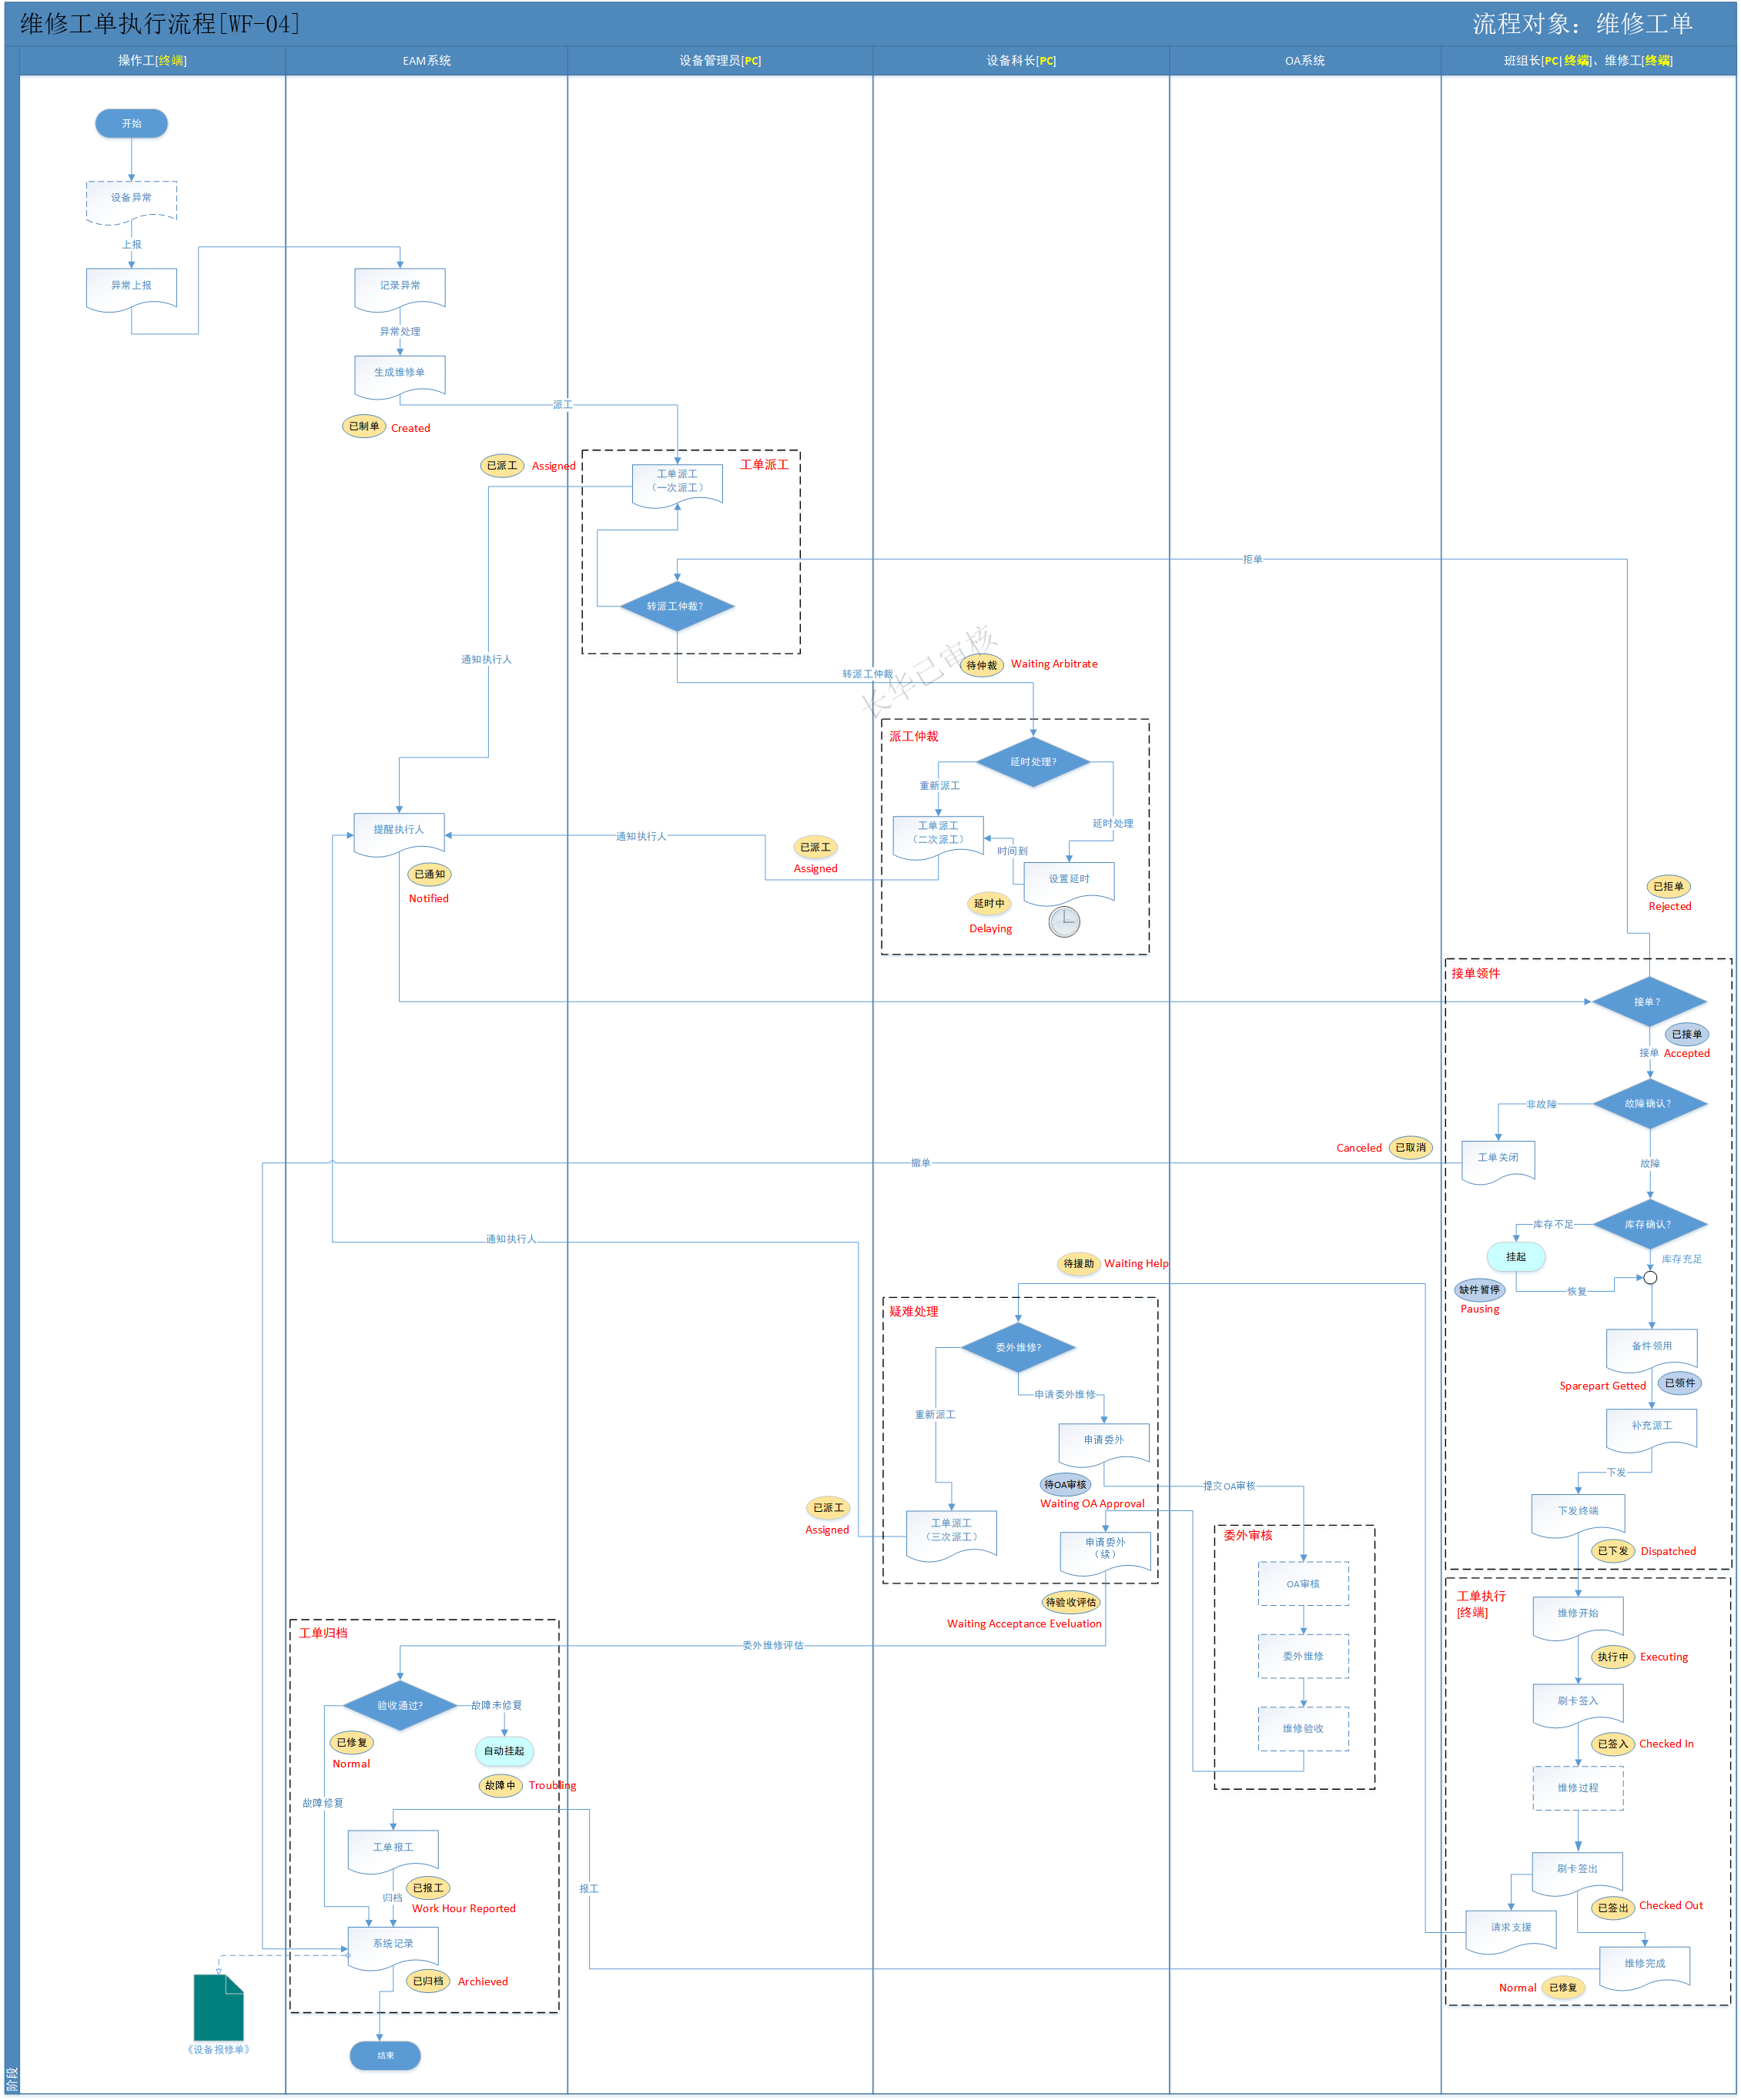 维修工单执行流程[WF-04]
流程对象：维修工单
操作工[终端]
EAM系统
设备管理员[PC]
设备科长[PC]
OA系统
班组长[PC|终端]、维修工[终端]
开始
设备异常
上报
异常上报
记录异常
异常处理
生成维修单
派工
已制单
Created
已派工
Assigned
工单派工
工单派工
（一次派工）
拒单
转派工仲裁？
通知执行人
转派工仲裁
待仲裁
Waiting Arbitrate
长华已审核
派工仲裁
延时处理?
重新派工
延时处理
工单派工
（二次派工）
时间到
设置延时
延时中
Delaying
提醒执行人
通知执行人
已派工
Assigned
已通知
Notified
已拒单
Rejected
接单领件
接单？
已接单
接单
Accepted
故障确认？
非故障
工单关闭
Canceled
已取消
撤单
故障
库存确认？
库存不足
库存充足
挂起
恢复
缺件暂停
Pausing
备件领用
Sparepart Getted
已领件
补充派工
下发
下发终端
已下发
Dispatched
通知执行人
待援助
Waiting Help
疑难处理
委外维修?
申请委外维修
重新派工
申请委外
待OA审核
Waiting OA Approval
提交OA审核
已派工
Assigned
工单派工
（三次派工）
申请委外
（续）
待验收评估
Waiting Acceptance Eveluation
委外审核
OA审核
委外维修
维修验收
委外维修评估
工单执行
[终端]
维修开始
执行中
Executing
刷卡签入
已签入
Checked In
维修过程
刷卡签出
已签出
Checked Out
请求支援
维修完成
Normal
已修复
工单归档
验收通过?
故障未修复
自动挂起
已修复
Normal
故障中
Troubling
故障修复
工单报工
已报工
归档
Work Hour Reported
报工
系统记录
已归档
Archieved
《设备报修单》
结束
阶段